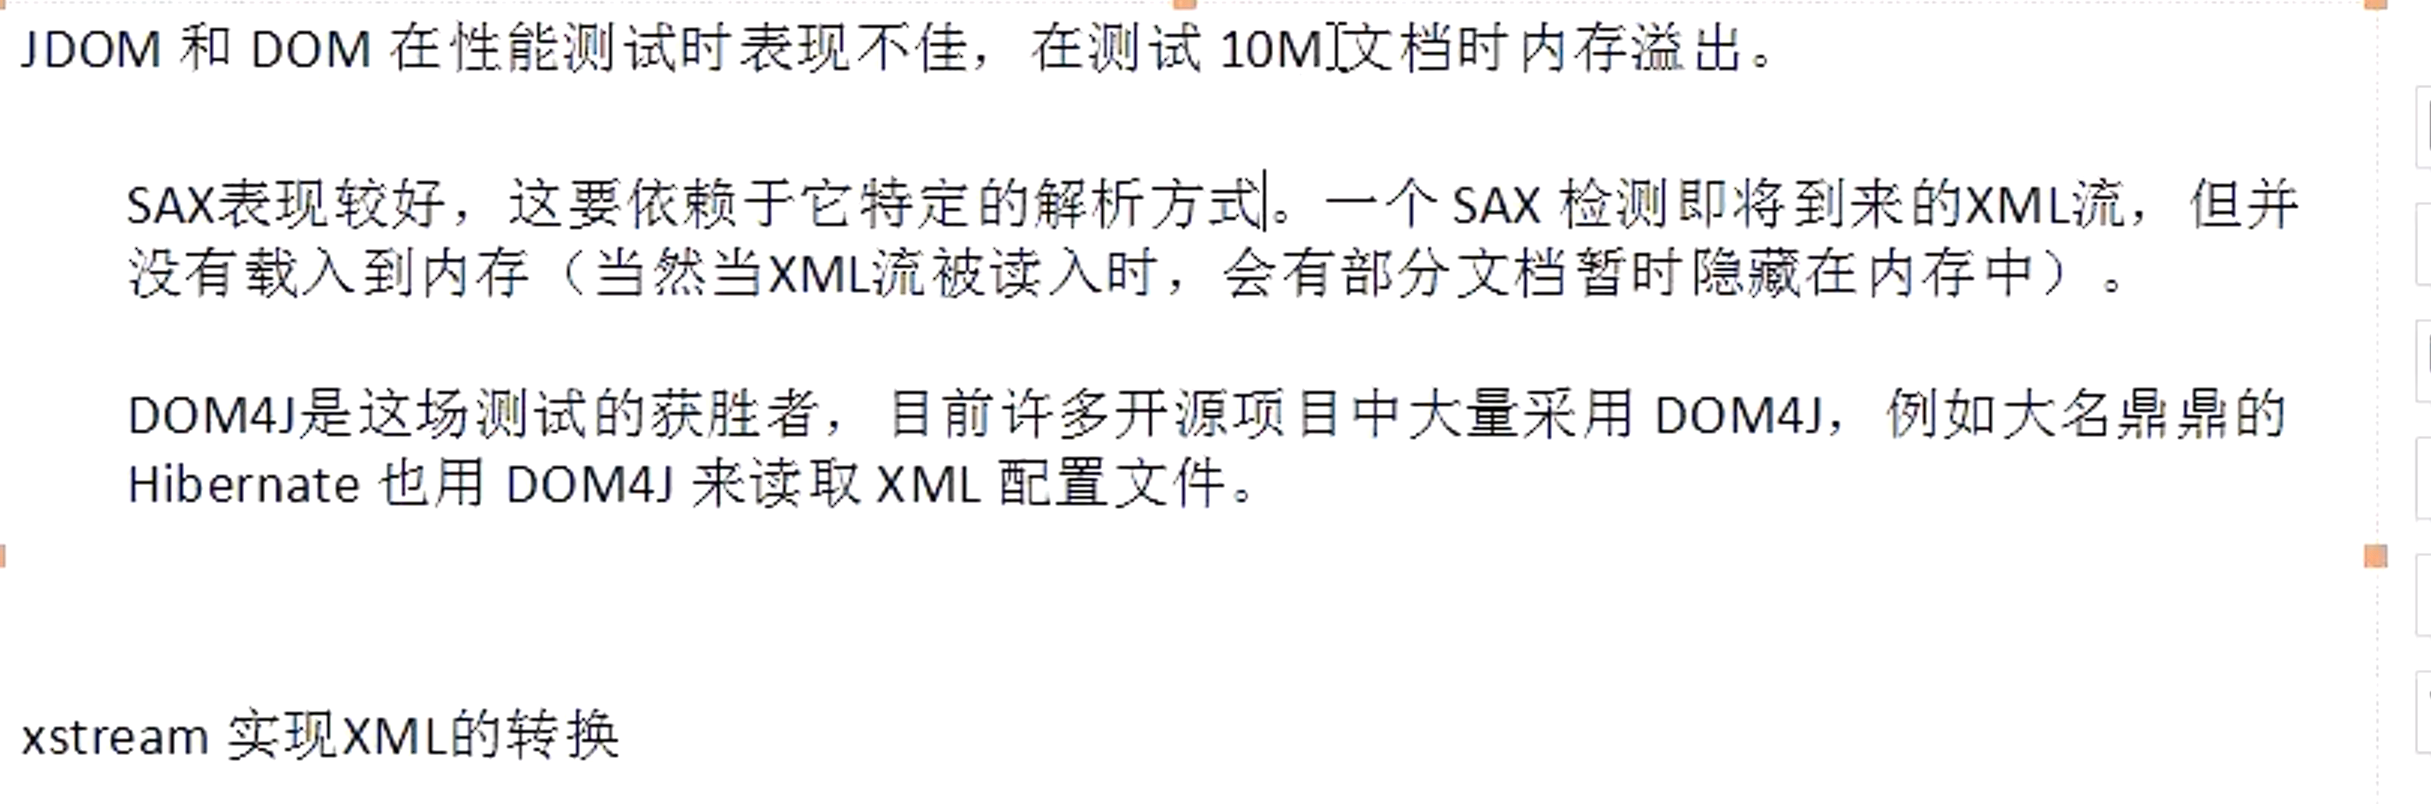 JDOM 和 DOM 在性能测试时表现不佳，在测试 10M文档时内存溢出。
SAX表现较好，这要依赖于它特定的解析方式。一个 SAX 检测即将到来的XML流，但并
没有载入到内存（当然当XML流被读入时，会有部分文档暂时隐藏在内存中）。
DOM4J是这场测试的获胜者，目前许多开源项目中大量采用 DOM4J，例如大名鼎鼎的
Hibernate 也用 DOM4J 来读取 XML 配置文件。
xstream 实现XML的转换